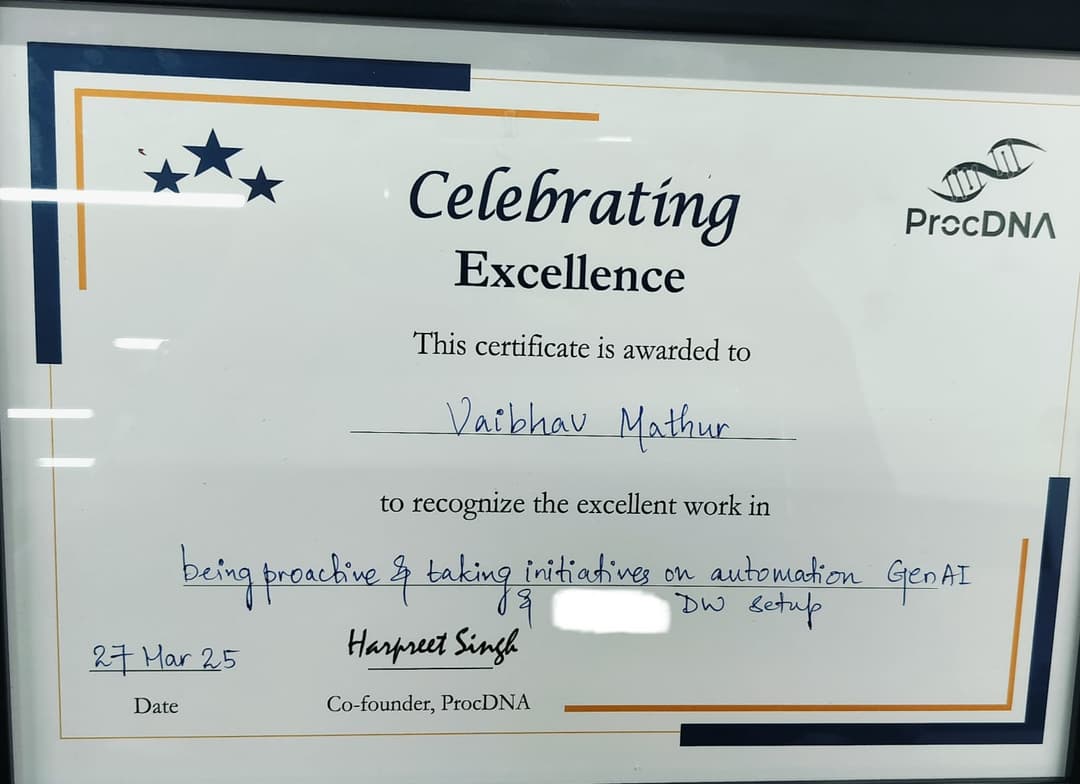 ProcDNA
Celebrating
Excellence
This certificate is awarded to
Vaibhav Mathur
to recognize the excellent work in
being proactive & taking initiatives on automation GenAI
& DW setup
27 Mar 25
Harpreet Singh
Date
Co-founder, ProcDNA